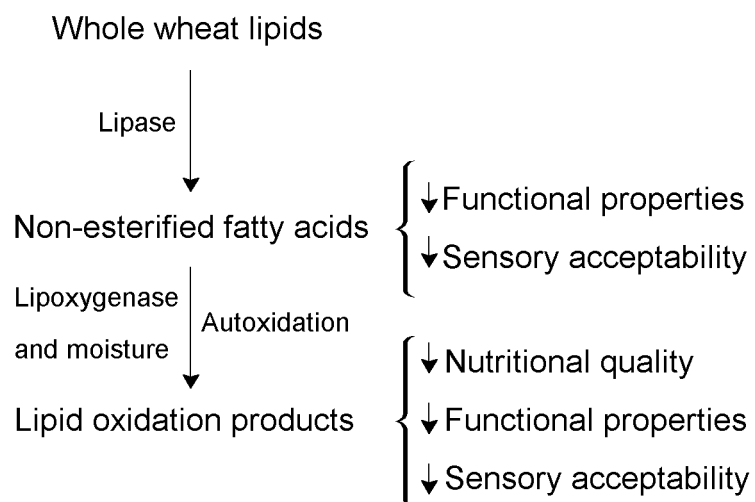 Whole wheat lipids
Lipase
Non-esterified fatty acids
↓ Functional properties
↓ Sensory acceptability
Lipoxygenase
and moisture
Autoxidation
Lipid oxidation products
↓ Nutritional quality
↓ Functional properties
↓ Sensory acceptability